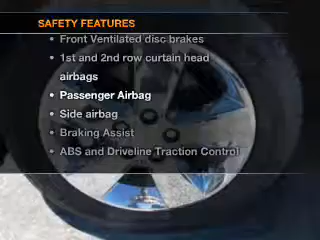 SAFETY FEATURES
• Front Ventilated disc brakes
• 1st and 2nd row curtain head
airbags
• Passenger Airbag
• Side airbag
• Braking Assist
• ABS and Driveline Traction Control